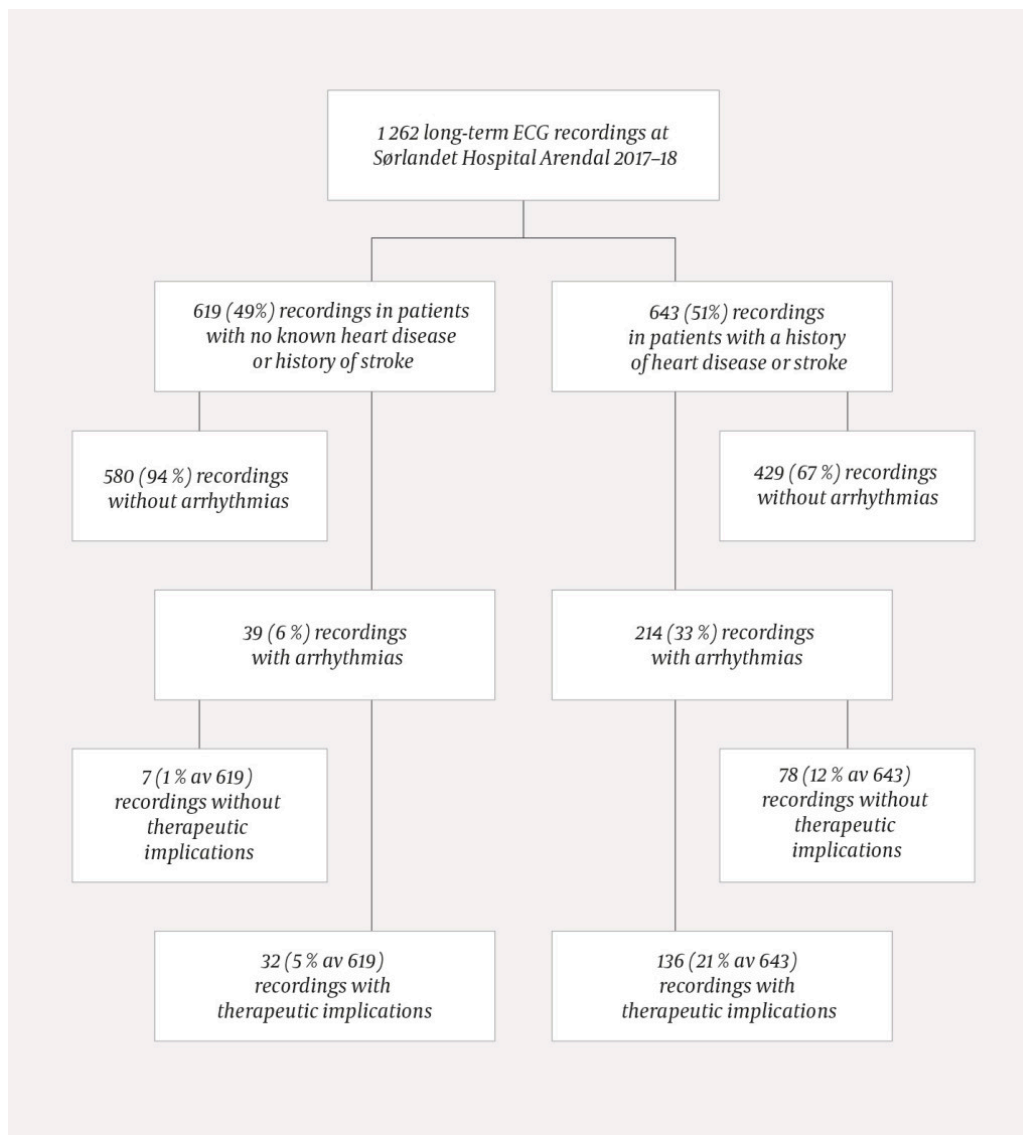 1 262 long-term ECG recordings at
Sørlandet Hospital Arendal 2017–18
619 (49%) recordings in patients
with no known heart disease
or history of stroke
643 (51%) recordings
in patients with a history
of heart disease or stroke
580 (94 %) recordings
without arrhythmias
429 (67 %) recordings
without arrhythmias
39 (6 %) recordings
with arrhythmias
214 (33 %) recordings
with arrhythmias
7 (1 % av 619)
recordings without
therapeutic
implications
78 (12 % av 643)
recordings without
therapeutic
implications
32 (5 % av 619)
recordings with
therapeutic implications
136 (21 % av 643)
recordings with
therapeutic implications